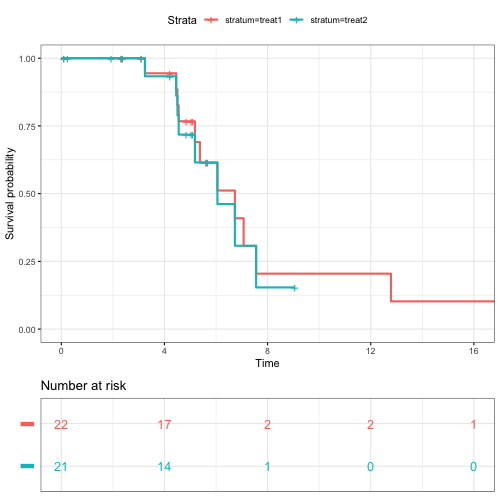 Strata stratum=treat1 stratum=treat2
Survival probability
1.00
0.75
0.50
0.25
0.00
0 4 8 12 16
Time
Number at risk
22 17 2 2 1
21 14 1 0 0